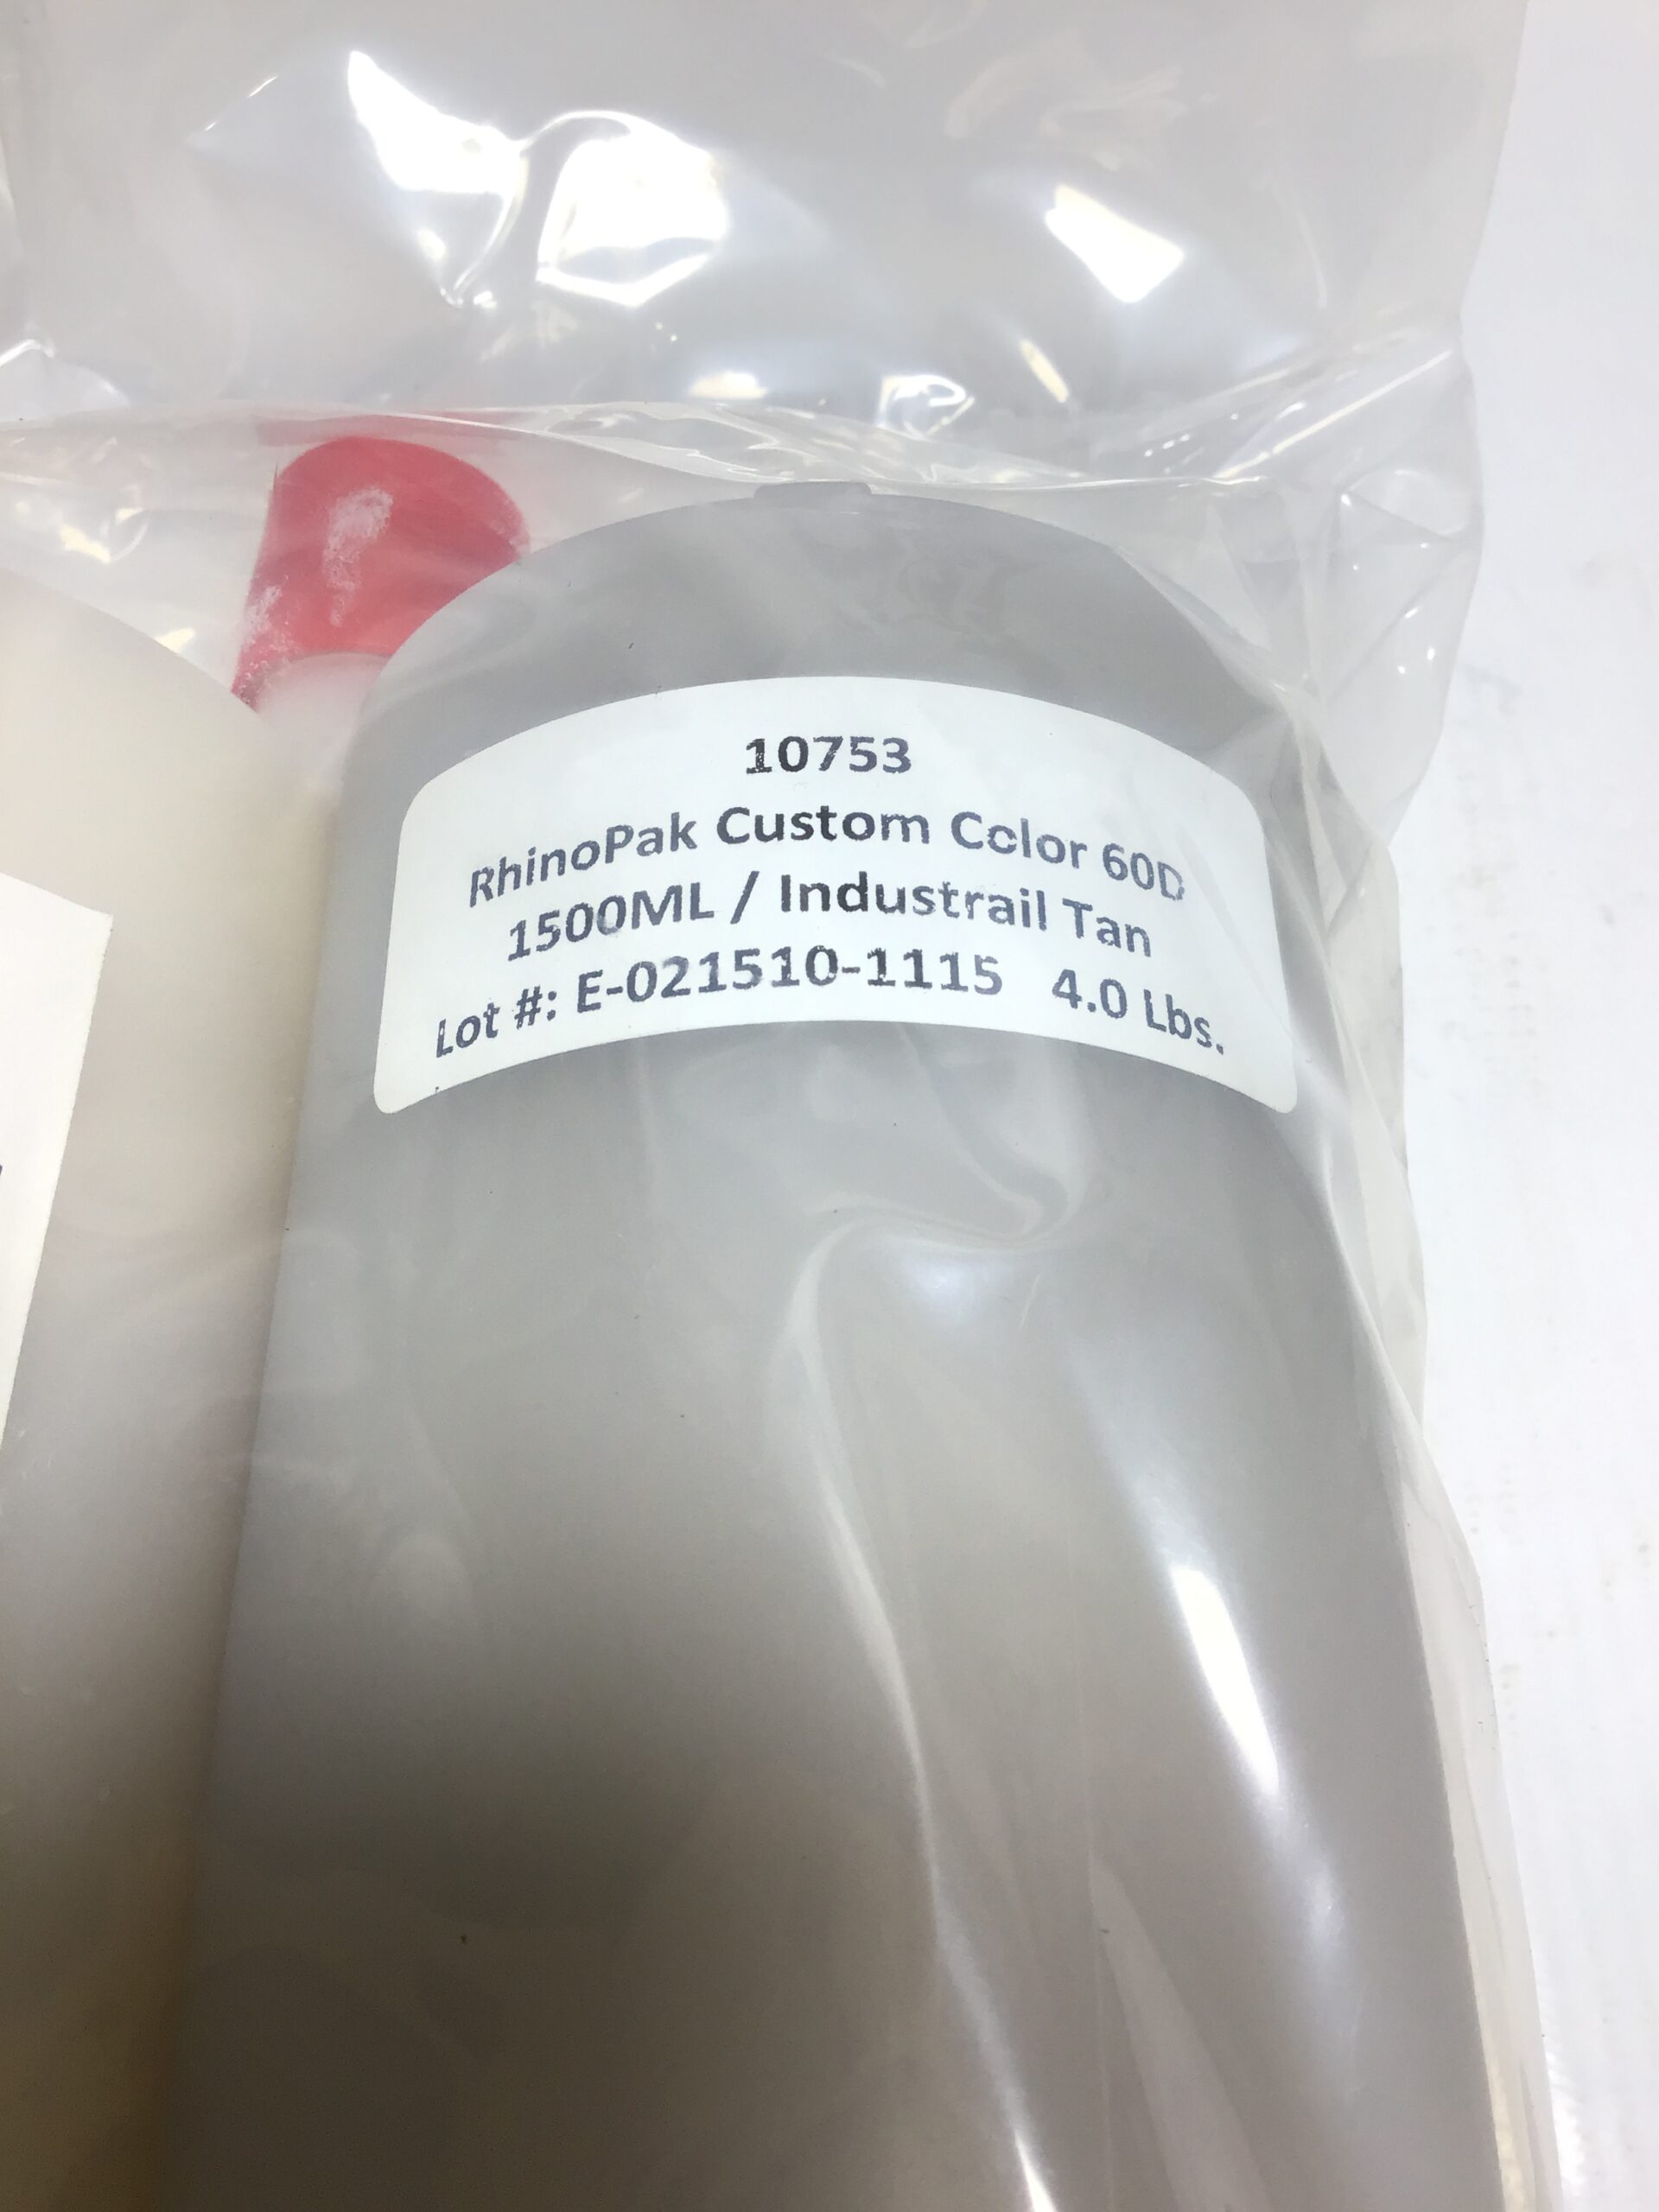 10753
RhinoPak Custom Color 60D
1500ML / Industrail Tan
Lot #: E-021510-1115 4.0 Lbs.